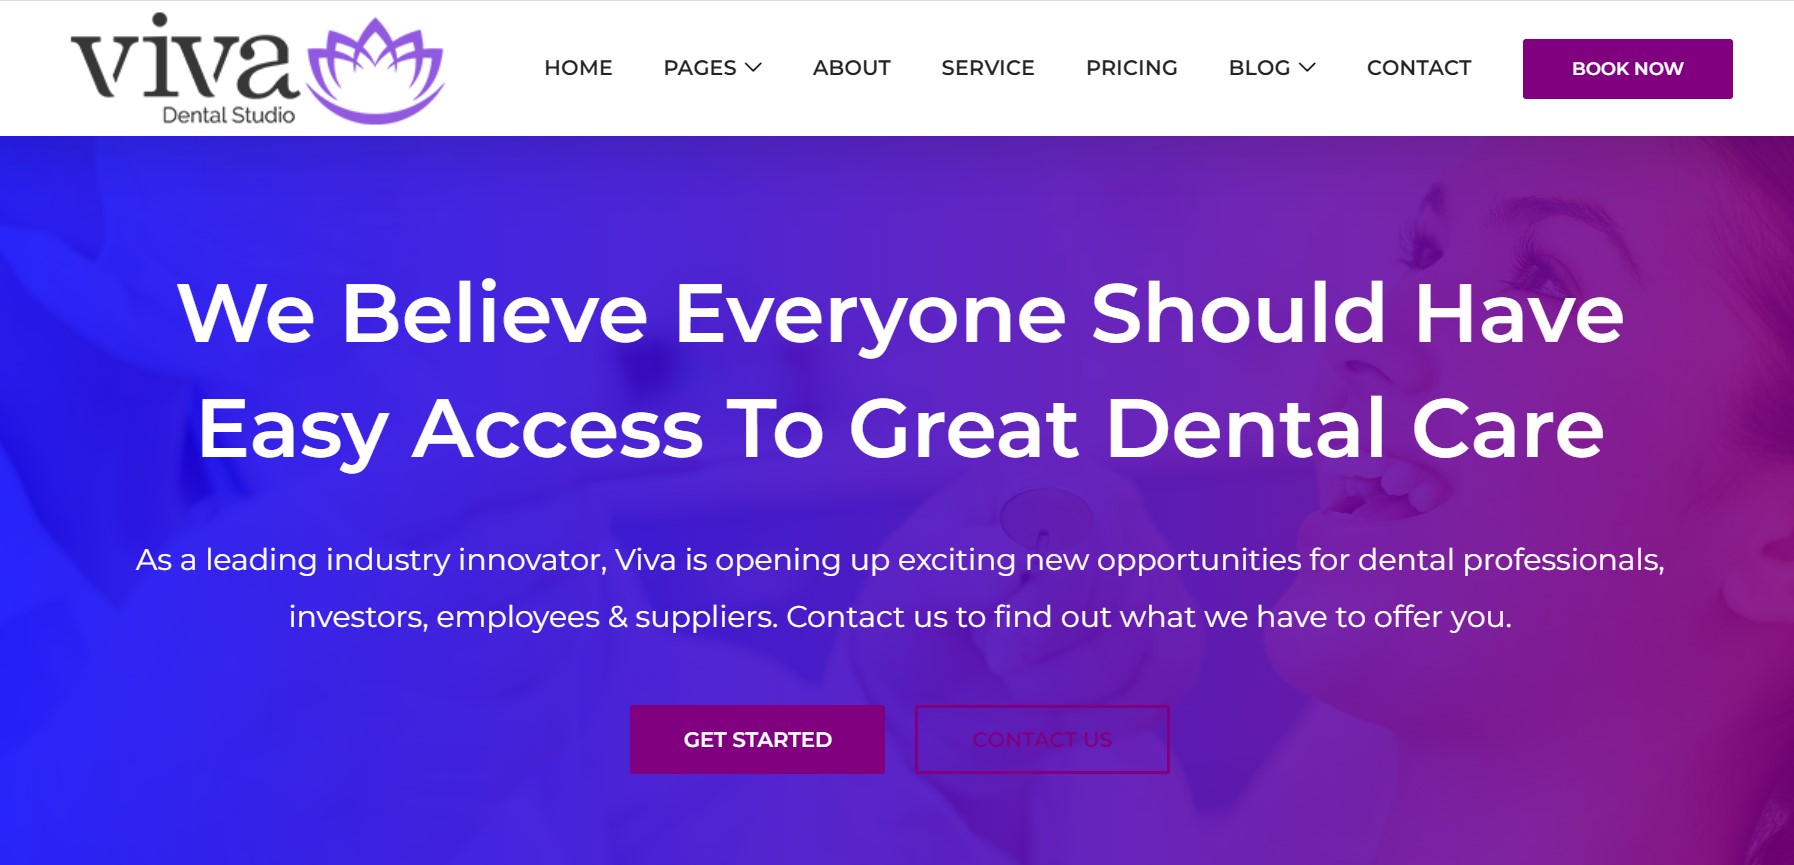 viva
Dental Studio
HOME PAGES ABOUT SERVICE PRICING BLOG CONTACT BOOK NOW
We Believe Everyone Should Have
Easy Access To Great Dental Care
As a leading industry innovator, Viva is opening up exciting new opportunities for dental professionals,
investors, employees & suppliers. Contact us to find out what we have to offer you.
GET STARTED CONTACT US